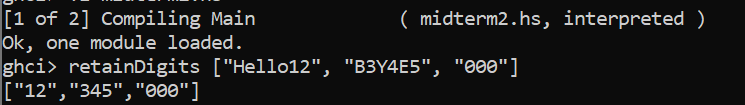 [1 of 2] Compiling Main             ( midterm2.hs, interpreted )
Ok, one module loaded.
ghci> retainDigits ["Hello12", "B3Y4E5", "000"]
["12","345","000"]